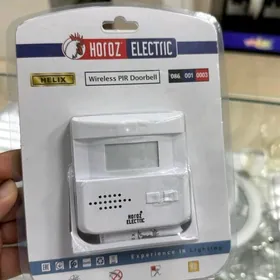 HOROZ ELECTRIC
HELIX
Wireless PIR Doorbell
086 001 0003
HOROZ
ELECTRIC
Experience in Lighting